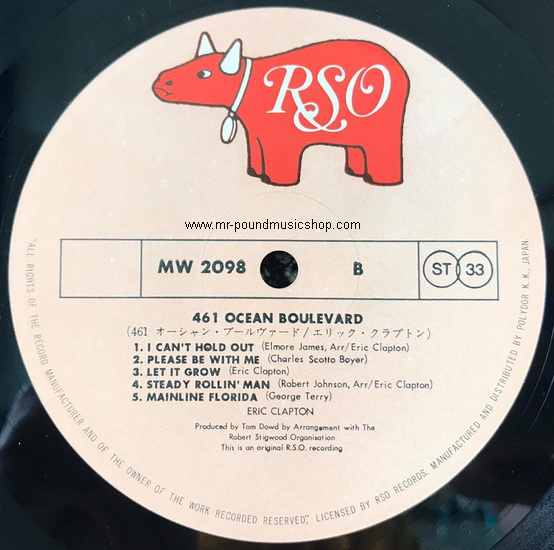 RSO
www.mr-poundmusicshop.com
MW 2098 B ST 33
461 OCEAN BOULEVARD
(461 オーシャン・ブールヴァード/エリック・クラプトン)
1. I CAN'T HOLD OUT (Elmore James, Arr/Eric Clapton)
2. PLEASE BE WITH ME (Charles Scotto Boyer)
3. LET IT GROW (Eric Clapton)
4. STEADY ROLLIN' MAN (Robert Johnson, Arr/Eric Clapton)
5. MAINLINE FLORIDA (George Terry)
ERIC CLAPTON
Produced by Tom Dowd by Arrangement with The
Robert Stigwood Organisation
This is an original R.S.O. recording
"ALL RIGHTS OF THE RECORD MANUFACTURER AND OF THE OWNER OF THE WORK RECORDED RESERVED," LICENSED BY RSO RECORDS, MANUFACTURED AND DISTRIBUTED BY POLYDOR K. K., JAPAN.